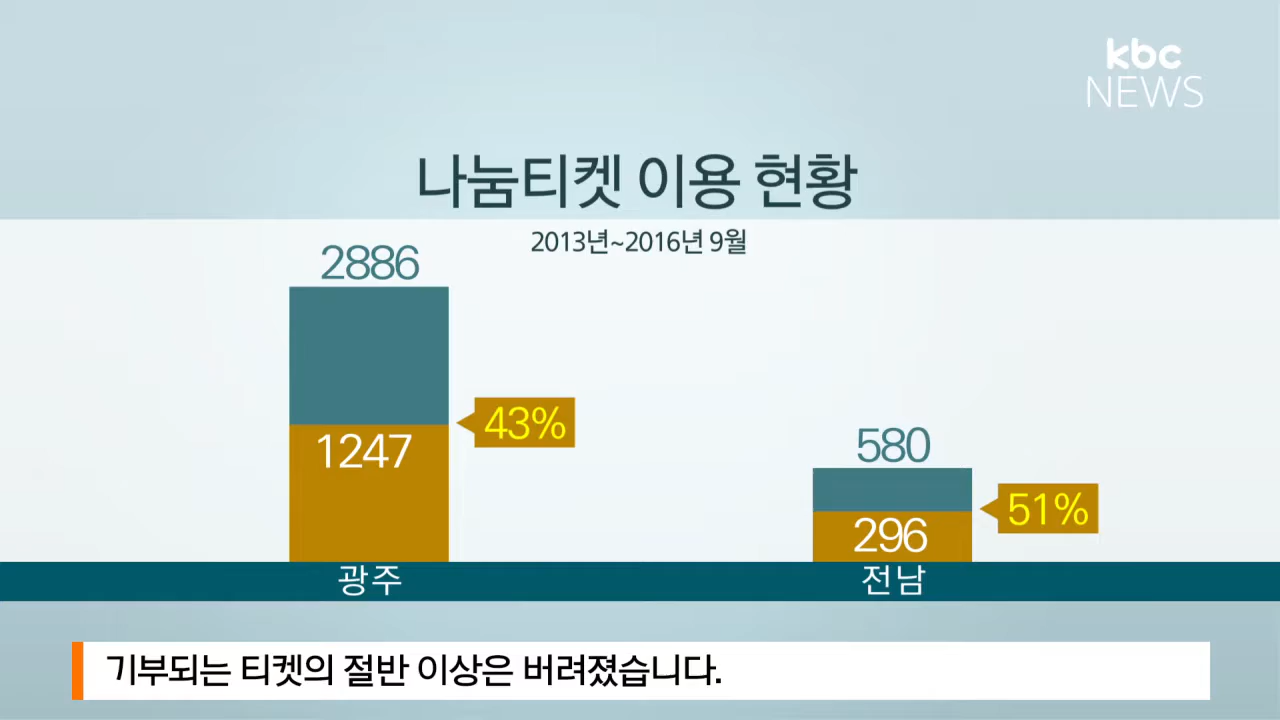 kbc
NEWS
나눔티켓 이용 현황
2013년~2016년 9월
2886
1247
43%
580
296
51%
광주
전남
기부되는 티켓의 절반 이상은 버려졌습니다.